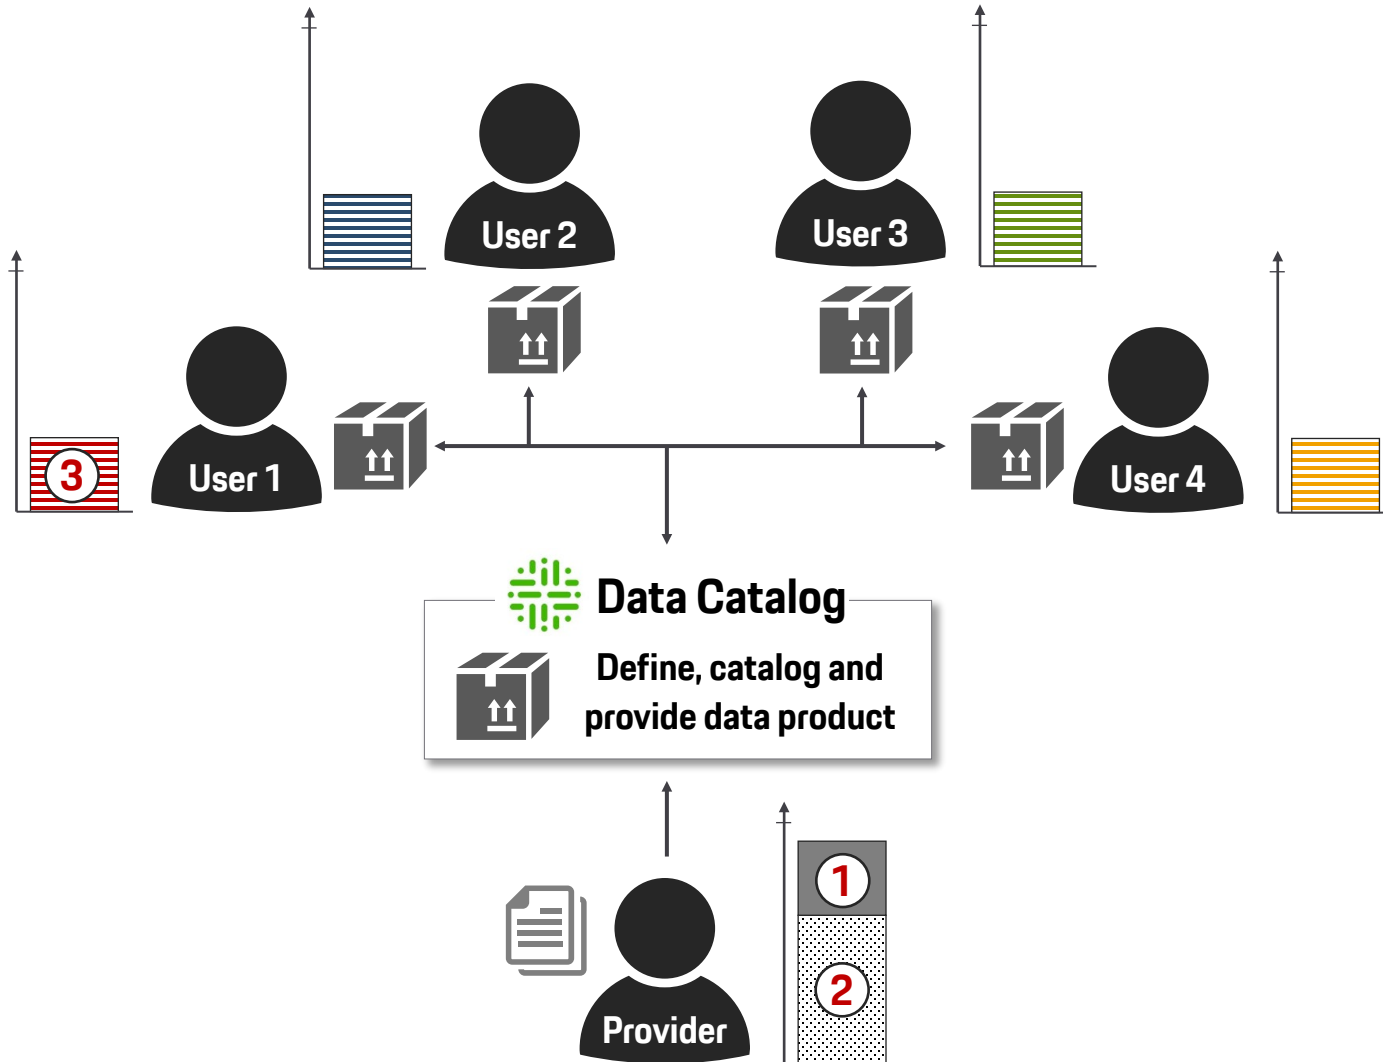 User 2
User 3
User 1
3
User 4
Data Catalog
Define, catalog and
provide data product
1
2
Provider